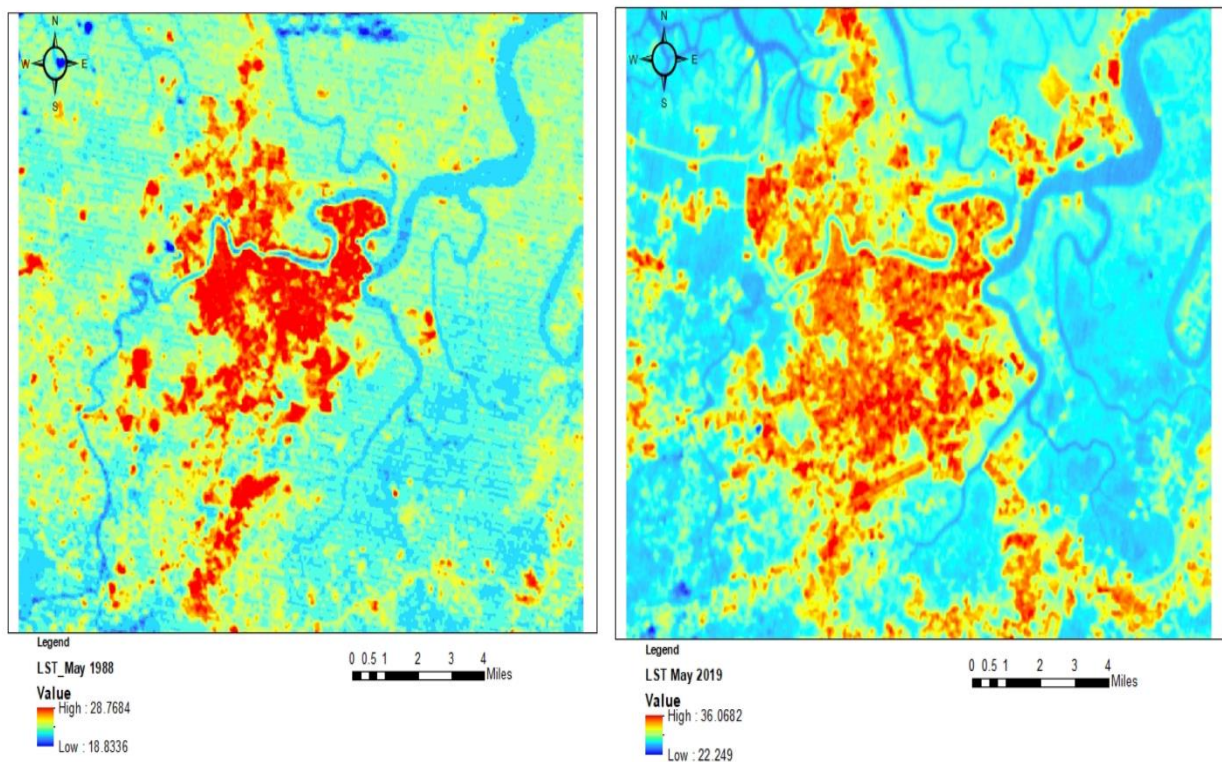 N
W E
S
N
W E
S
Legend
LST_May 1988
Value
High : 28.7684
Low : 18.8336
0 0.5 1 2 3 4
Miles
Legend
LST May 2019
Value
High : 36.0682
Low : 22.249
0 0.5 1 2 3 4
Miles